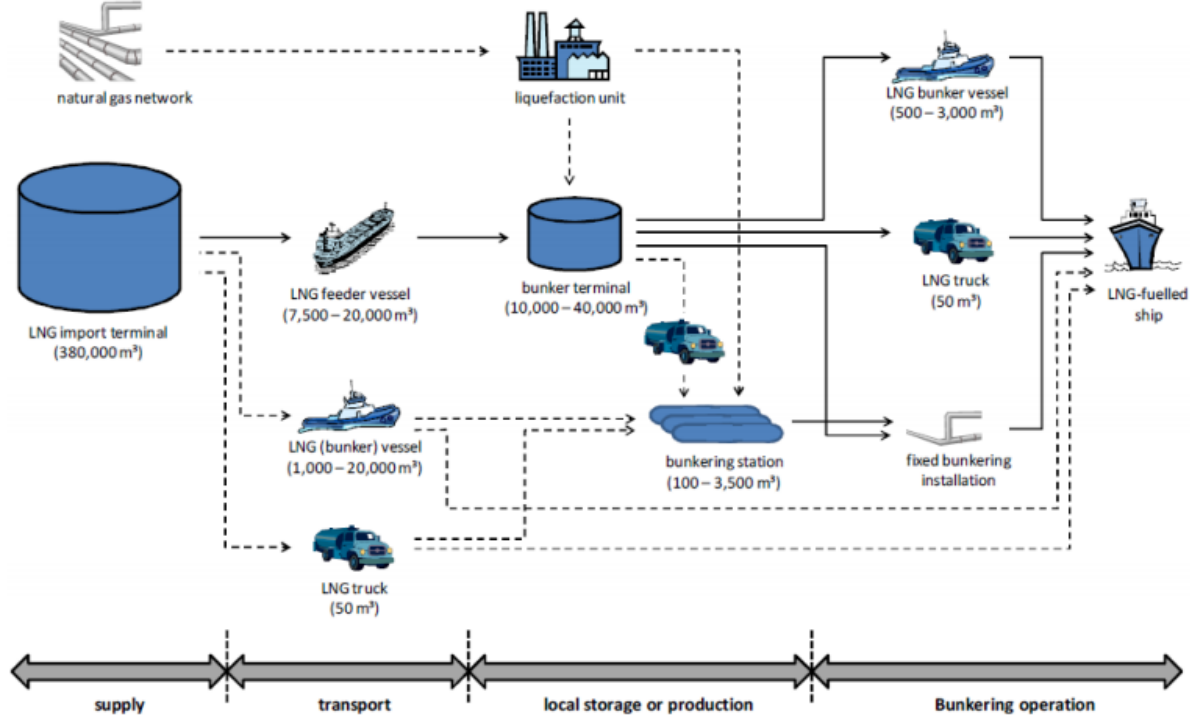 natural gas network
liquefaction unit
LNG bunker vessel
(500 – 3,000 m³)
LNG import terminal
(380,000 m³)
LNG feeder vessel
(7,500 – 20,000 m³)
bunker terminal
(10,000 – 40,000 m³)
LNG truck
(50 m³)
LNG-fuelled
ship
LNG (bunker) vessel
(1,000 – 20,000 m³)
bunkering station
(100 – 3,500 m³)
fixed bunkering
installation
LNG truck
(50 m³)
supply
transport
local storage or production
Bunkering operation